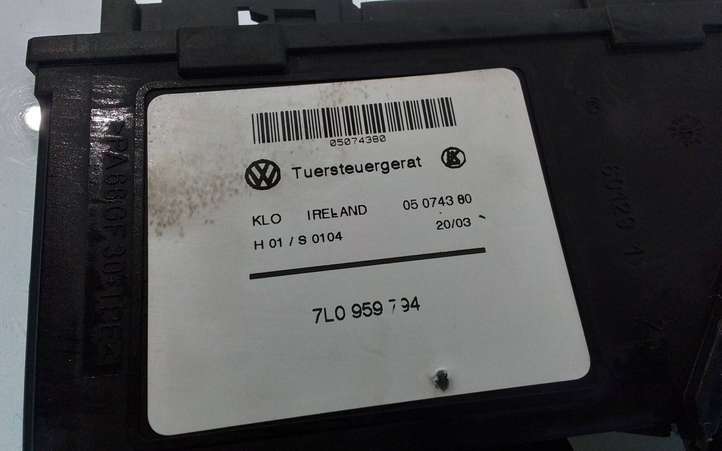 05074380
Tuersteuergerat
KLO IRELAND 05 0743 80
H 01 / S 0104 20/03
7L0 959 794